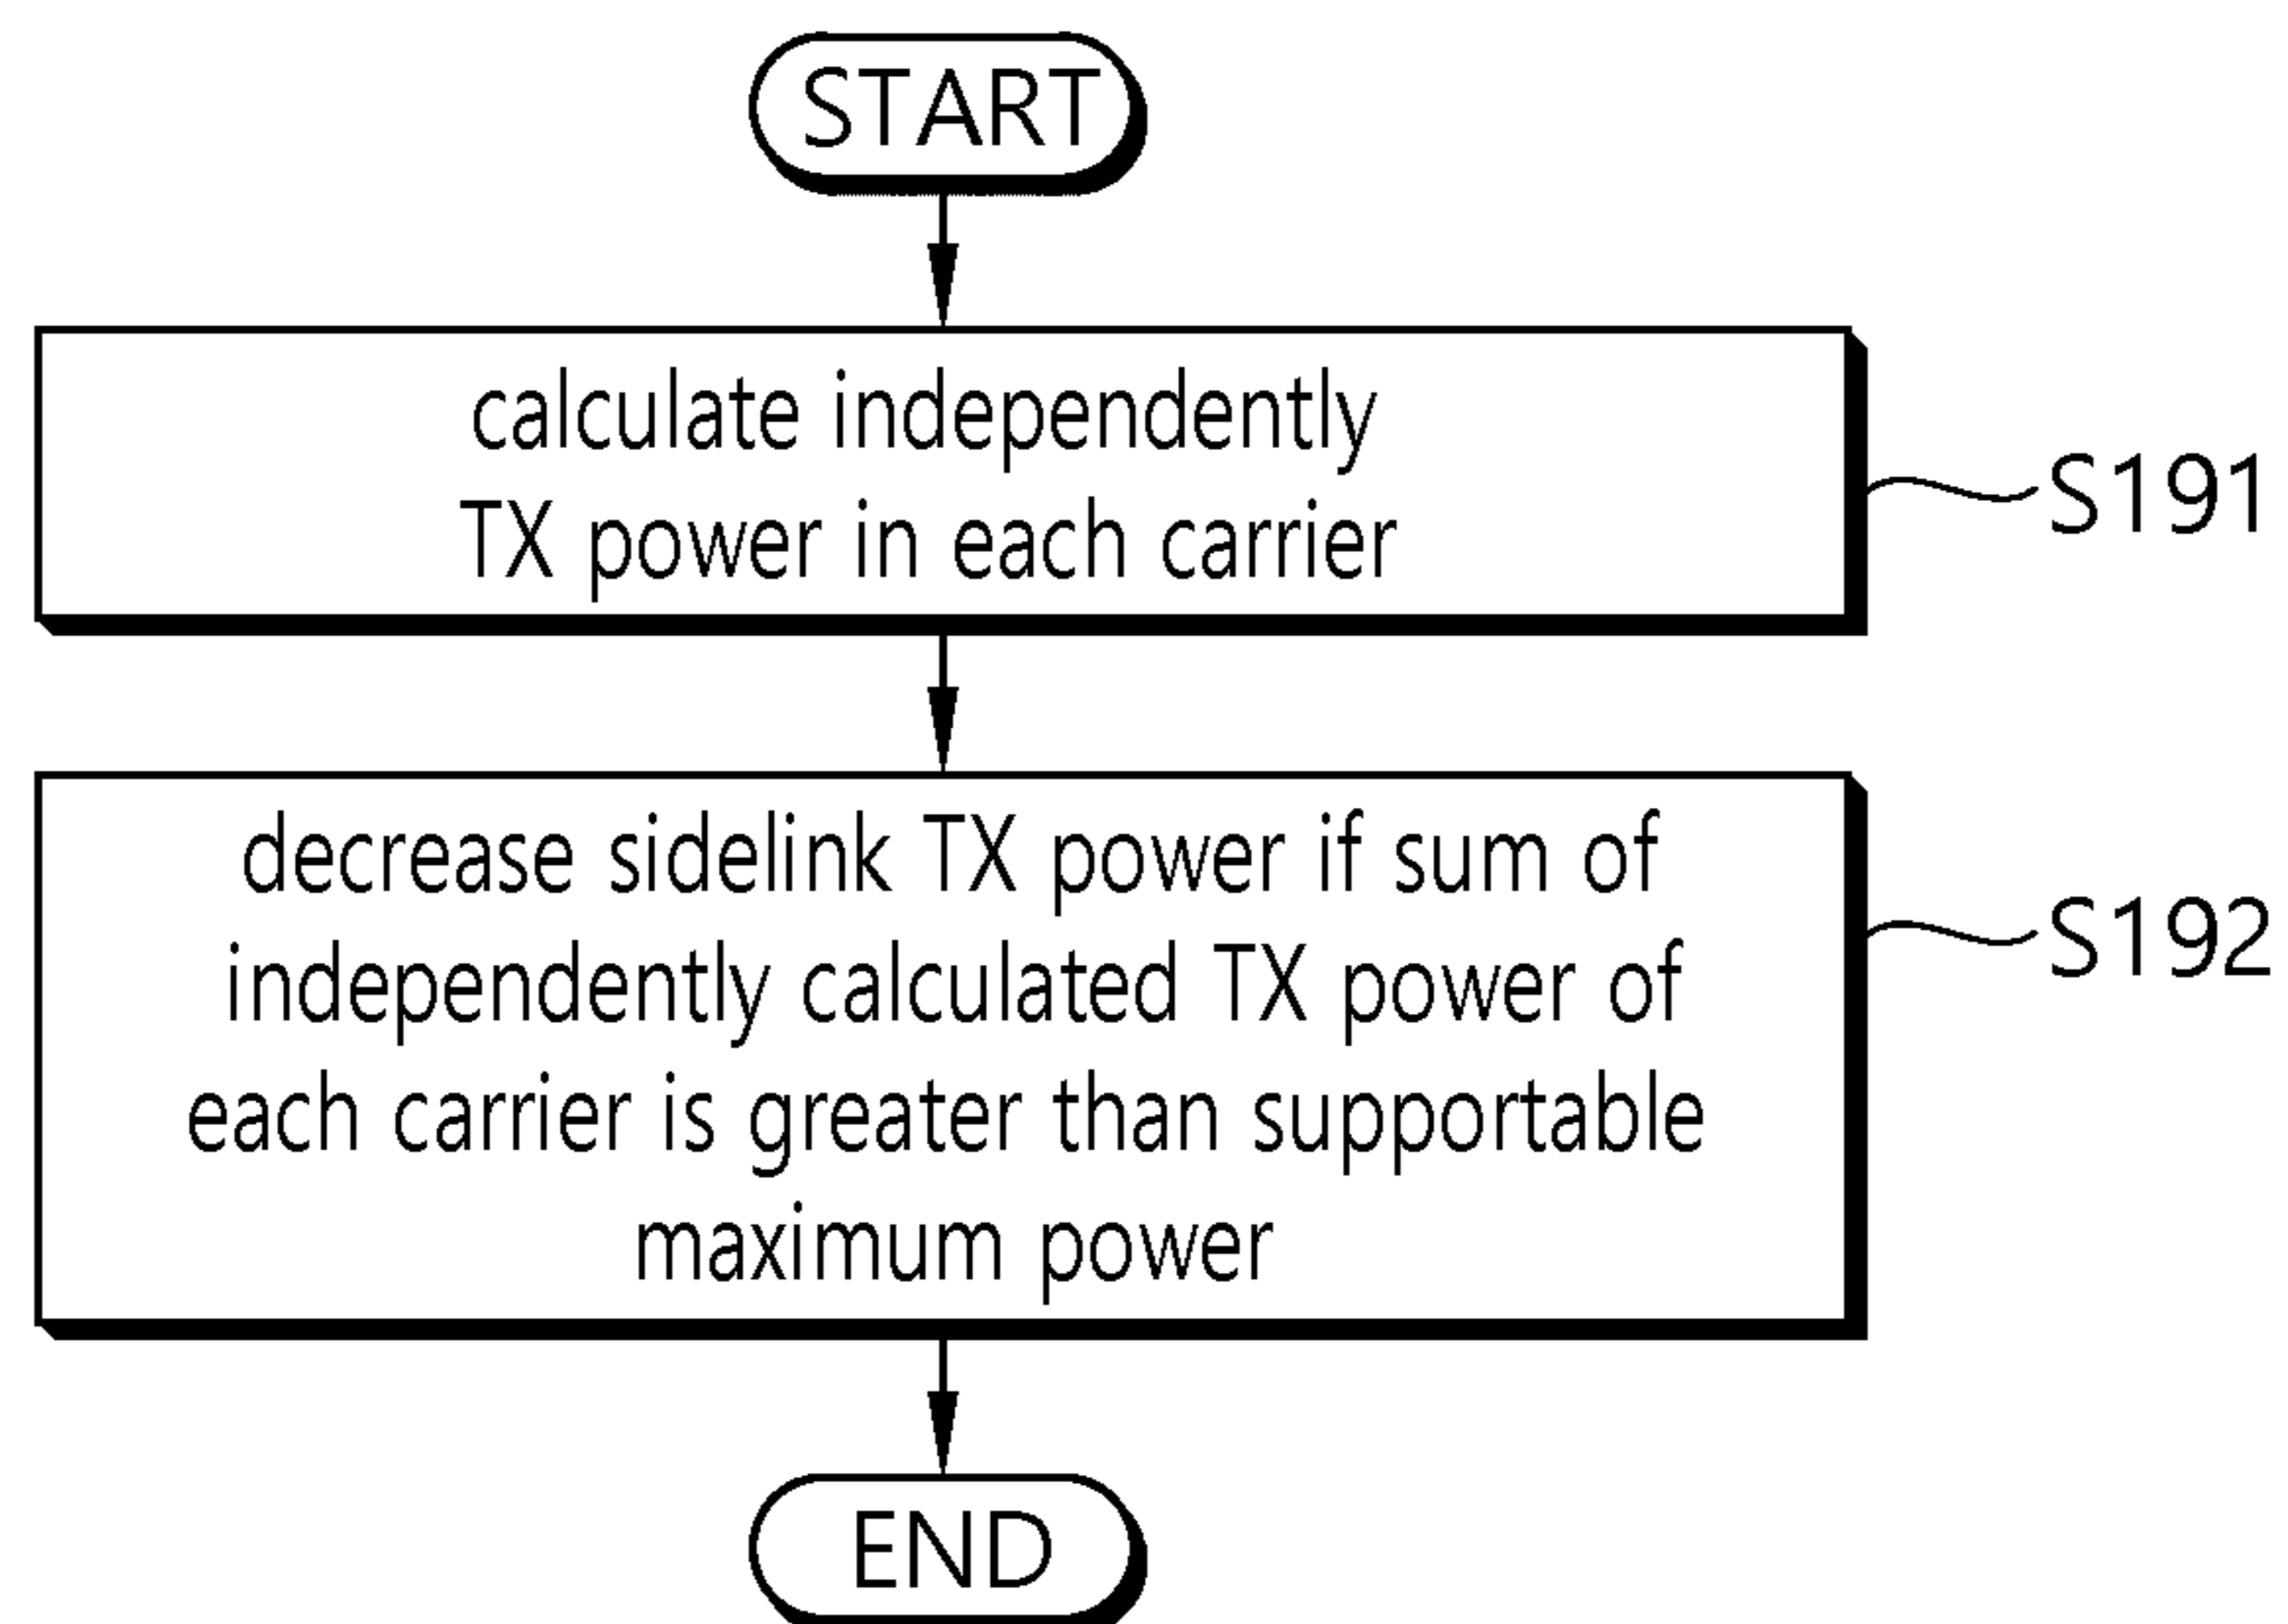 START
calculate independently
TX power in each carrier
S191
decrease sidelink TX power if sum of
independently calculated TX power of
each carrier is greater than supportable
maximum power
S192
END